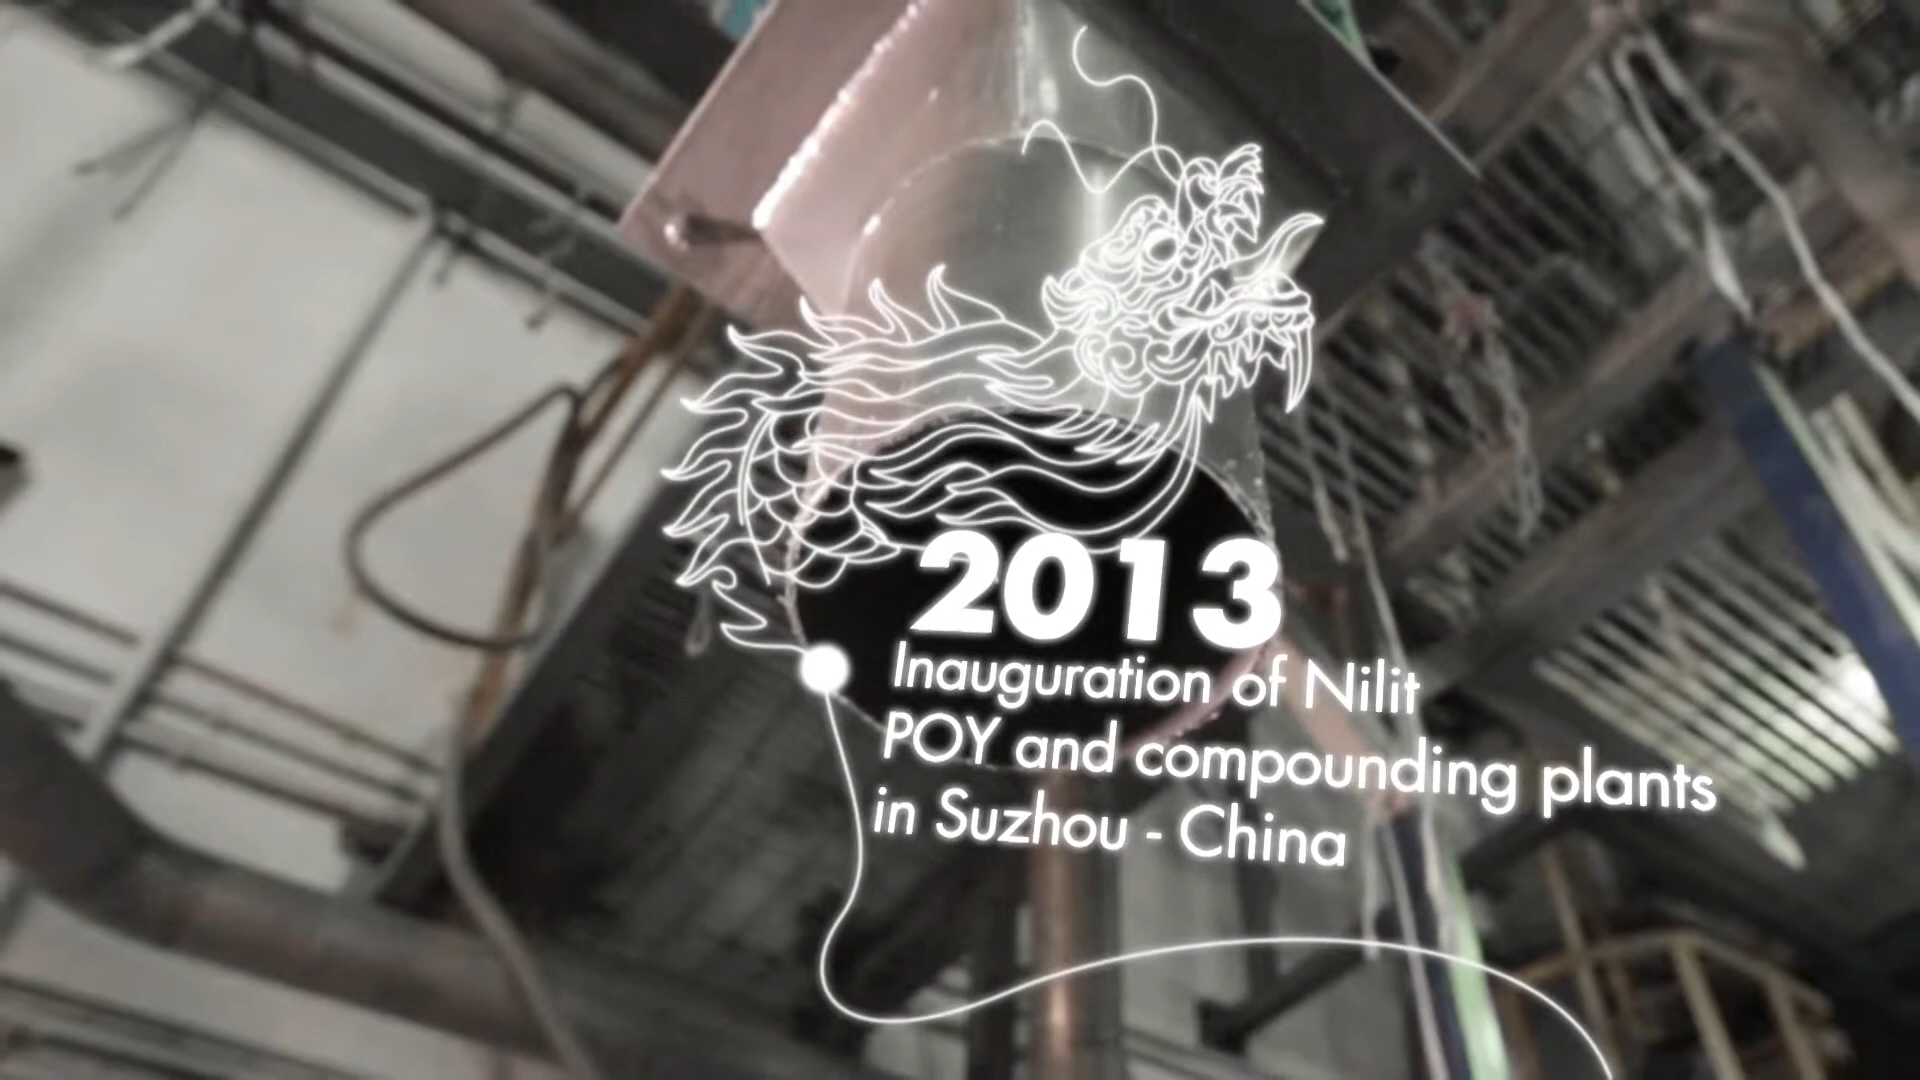 2013
Inauguration of Nilit
POY and compounding plants
in Suzhou - China